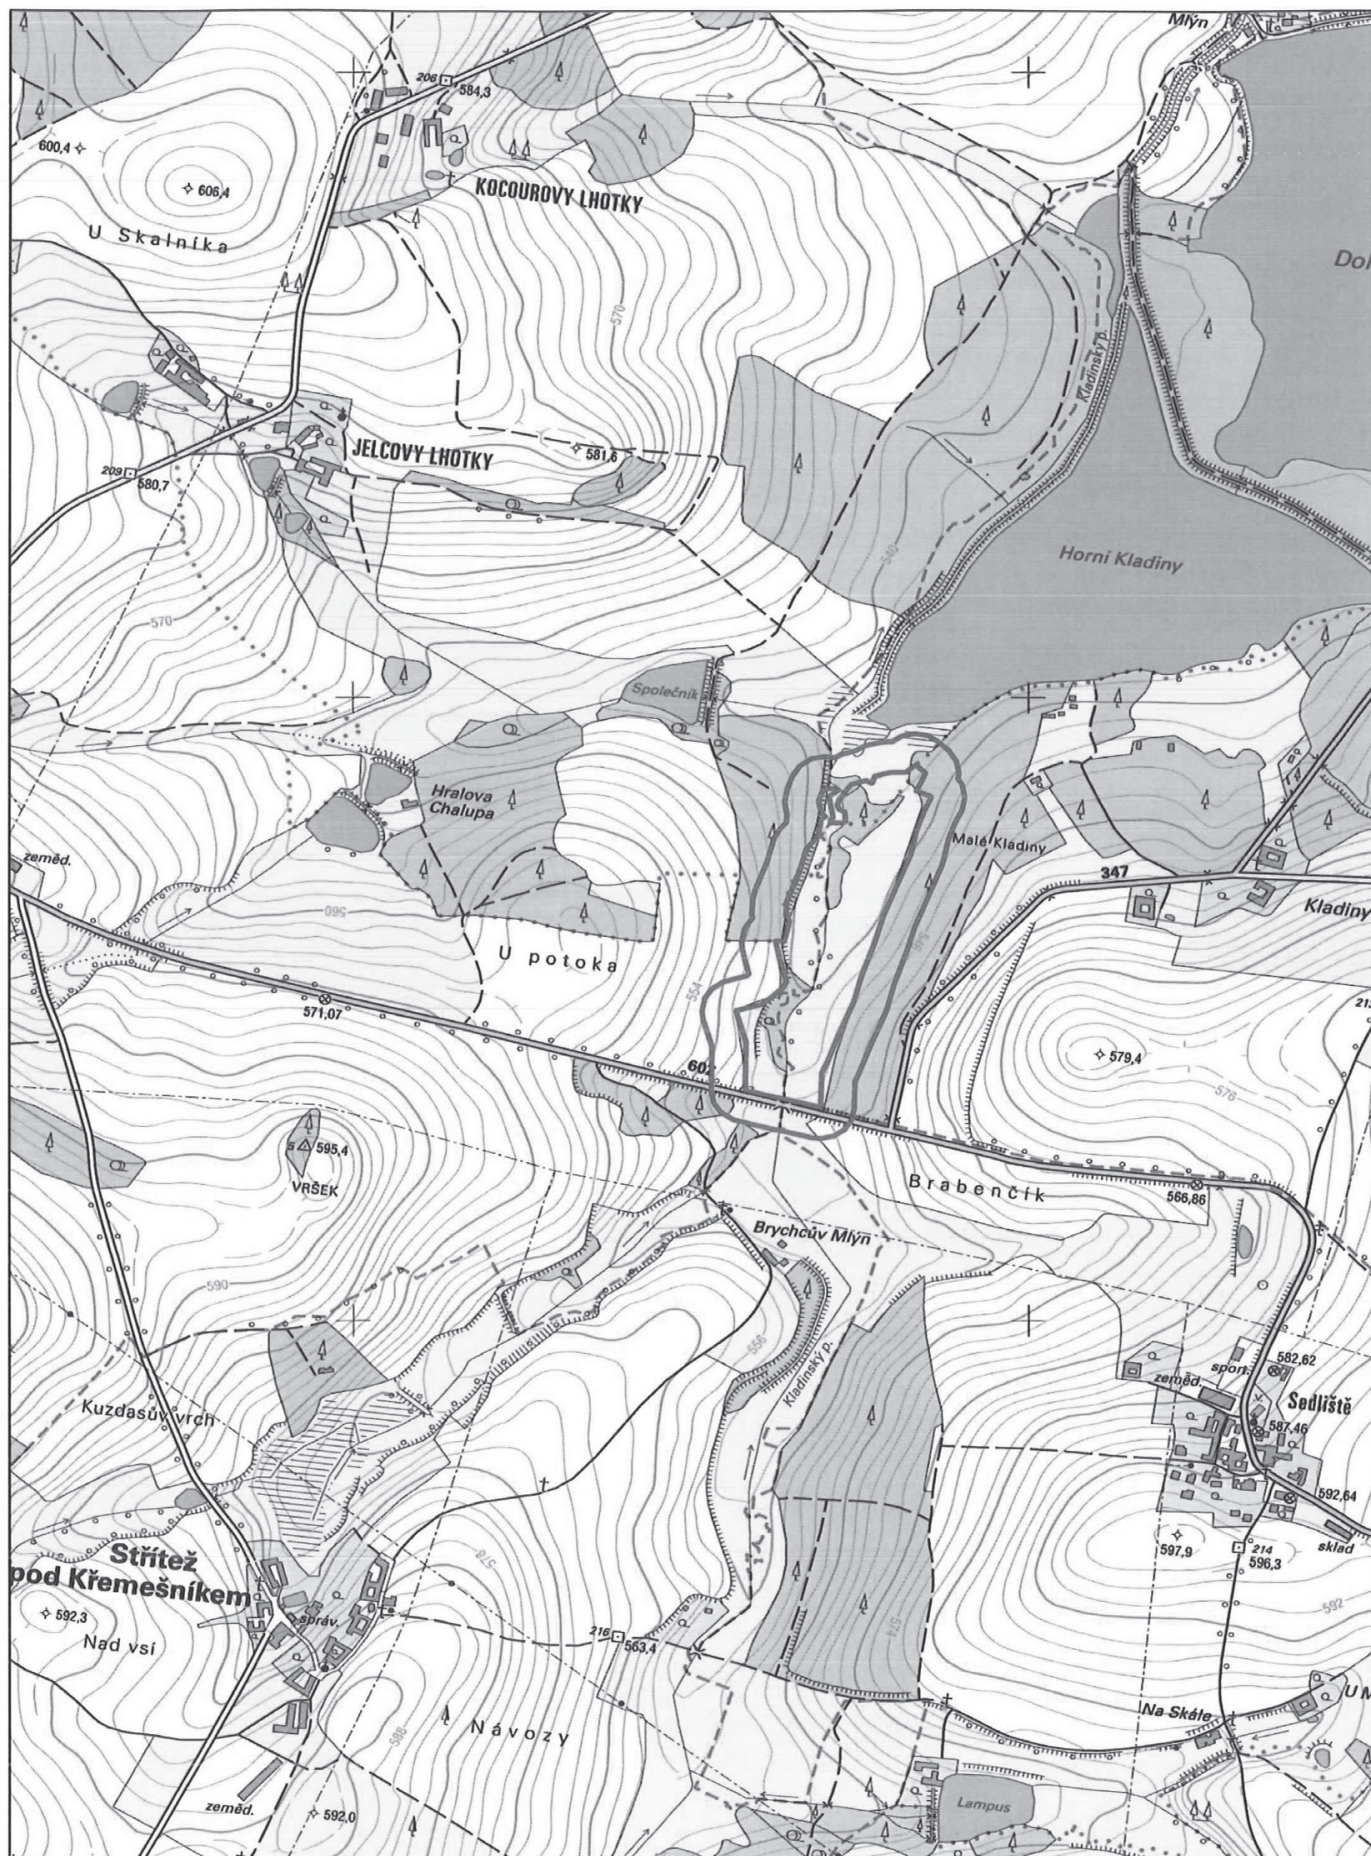 Mlýn
206
584,3
600,4
606,4
KOCOUROVY LHOTKY
U Skalníka
Dol
570
Kladinský p.
JELCOVY LHOTKY
581,6
209
580,7
540
Horní Kladiny
570
Společník
Hralova
Chalupa
Malé Kladiny
zeměd.
347
560
Kladiny
U potoka
554
546
571,07
213
579,4
602
576
595,4
VRŠEK
Brabenčík
566,86
Brychcův Mlýn
590
556
Kladinský p.
582,62
sport.
zeměd.
Sedliště
587,46
Kuzdasův vrch
592,64
597,9
214
596,3
sklad
Střítež
pod Křemešníkem
578
592,3
592
správ.
574
Nad vsí
216
563,4
U M
Na Skále
Návozy
588
Lampus
zeměd.
592,0